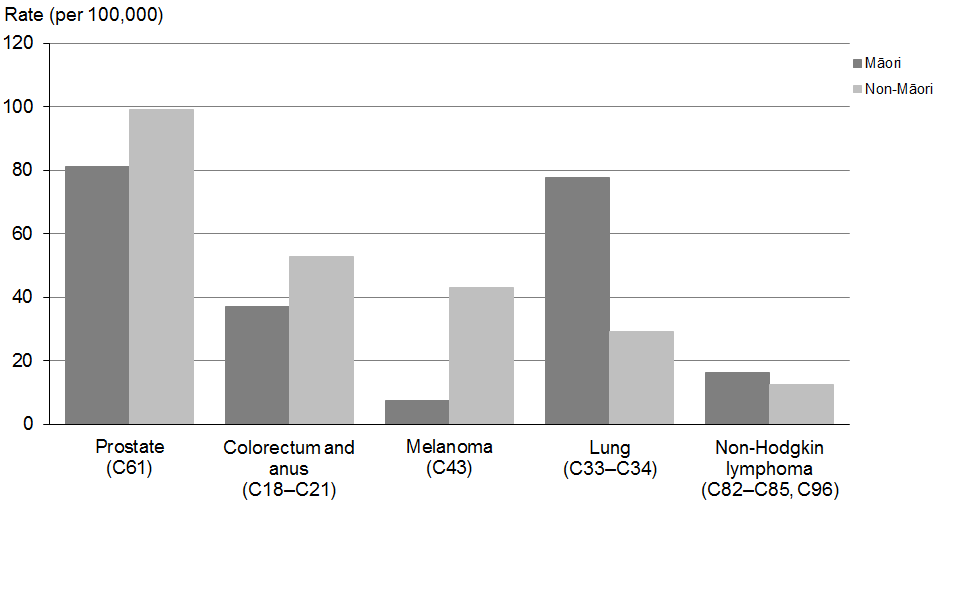 Rate (per 100,000)
120
100
80
60
40
20
0
Māori
Non-Māori
Prostate
(C61)
Colorectum and
anus
(C18–C21)
Melanoma
(C43)
Lung
(C33–C34)
Non-Hodgkin
lymphoma
(C82–C85, C96)